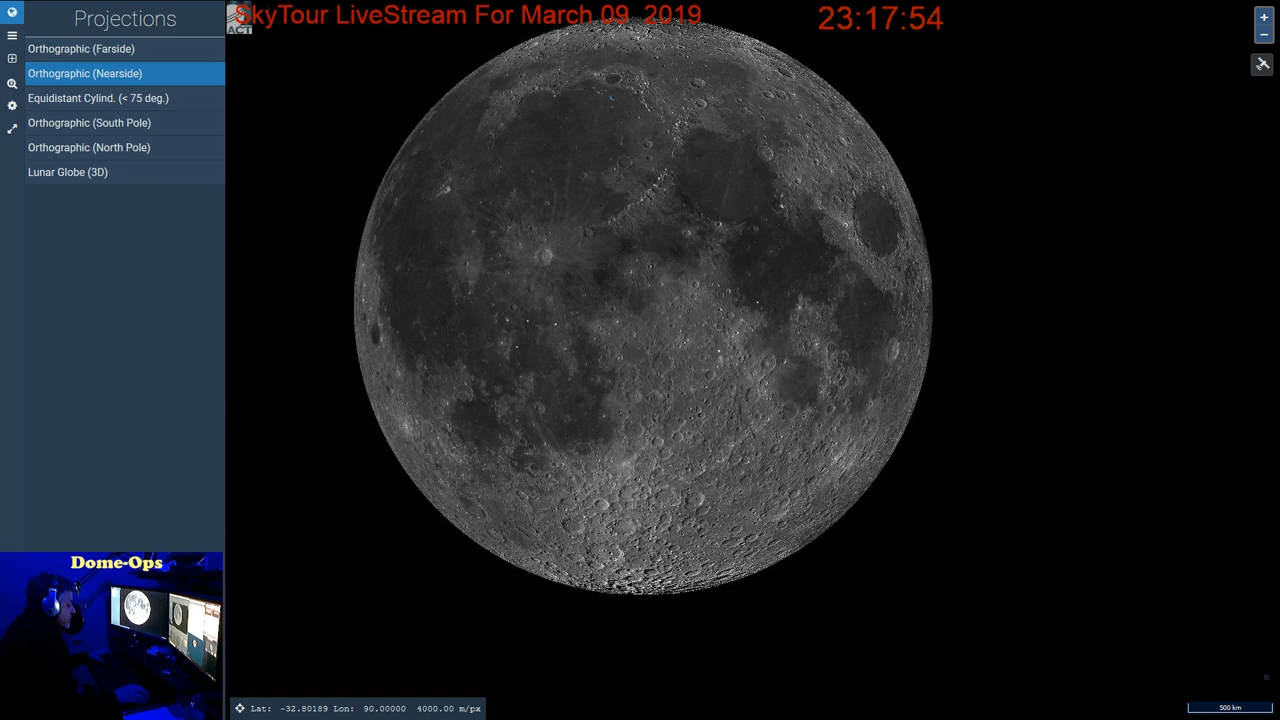 Projections
Orthographic (Farside)
Orthographic (Nearside)
Equidistant Cylind. (< 75 deg.)
Orthographic (South Pole)
Orthographic (North Pole)
Lunar Globe (3D)
ACT
SkyTour LiveStream For March 09 2019
23:17:54
+
−
Dome-Ops
Lat: -32.80189 Lon: 90.00000 4000.00 m/px
500 km